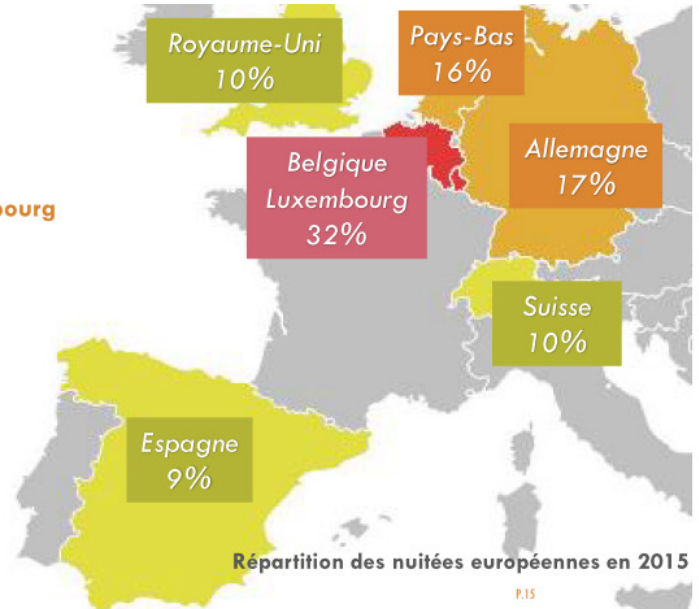 Royaume-Uni
10%
Pays-Bas
16%
Belgique
Luxembourg
32%
Allemagne
17%
bourg
Suisse
10%
Espagne
9%
Répartition des nuitées européennes en 2015
P.15